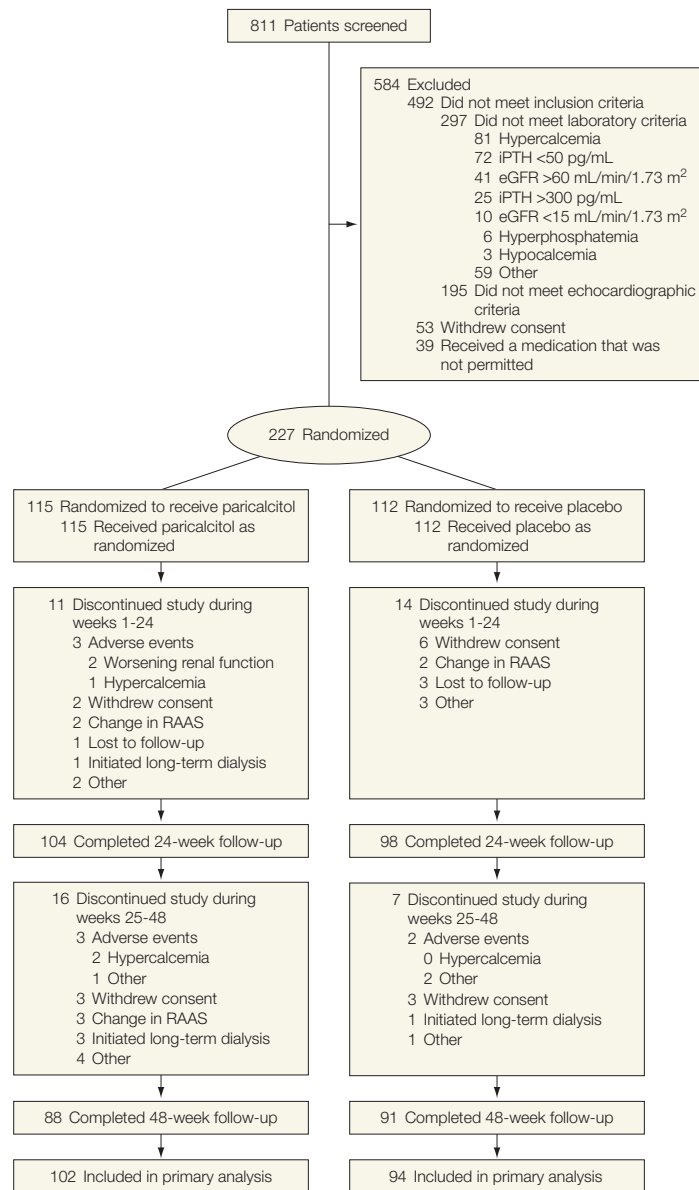 811 Patients screened
584 Excluded
492 Did not meet inclusion criteria
297 Did not meet laboratory criteria
81 Hypercalcemia
72 iPTH <50 pg/mL
41 eGFR >60 mL/min/1.73 m²
25 iPTH >300 pg/mL
10 eGFR <15 mL/min/1.73 m²
6 Hyperphosphatemia
3 Hypocalcemia
59 Other
195 Did not meet echocardiographic
criteria
53 Withdrew consent
39 Received a medication that was
not permitted
227 Randomized
115 Randomized to receive paricalcitol
115 Received paricalcitol as
randomized
112 Randomized to receive placebo
112 Received placebo as
randomized
11 Discontinued study during
weeks 1-24
3 Adverse events
2 Worsening renal function
1 Hypercalcemia
2 Withdrew consent
2 Change in RAAS
1 Lost to follow-up
1 Initiated long-term dialysis
2 Other
14 Discontinued study during
weeks 1-24
6 Withdrew consent
2 Change in RAAS
3 Lost to follow-up
3 Other
104 Completed 24-week follow-up
98 Completed 24-week follow-up
16 Discontinued study during
weeks 25-48
3 Adverse events
2 Hypercalcemia
1 Other
3 Withdrew consent
3 Change in RAAS
3 Initiated long-term dialysis
4 Other
7 Discontinued study during
weeks 25-48
2 Adverse events
0 Hypercalcemia
2 Other
3 Withdrew consent
1 Initiated long-term dialysis
1 Other
88 Completed 48-week follow-up
91 Completed 48-week follow-up
102 Included in primary analysis
94 Included in primary analysis